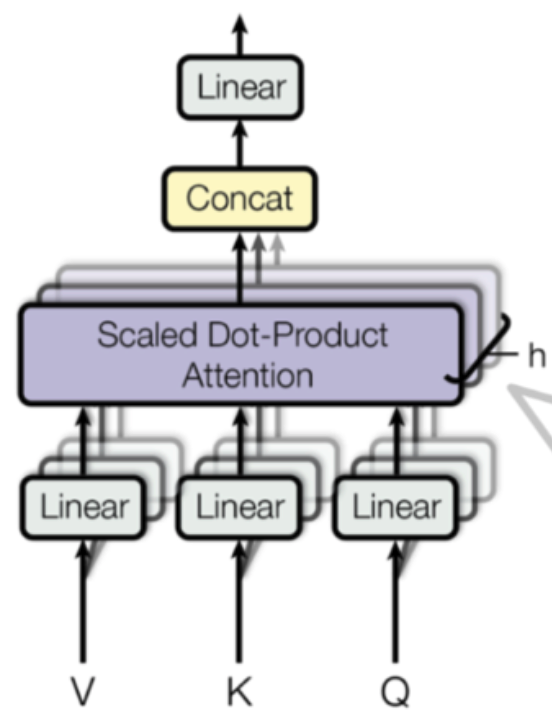 Linear
Concat
Scaled Dot-Product
Attention
h
Linear Linear Linear
V K Q